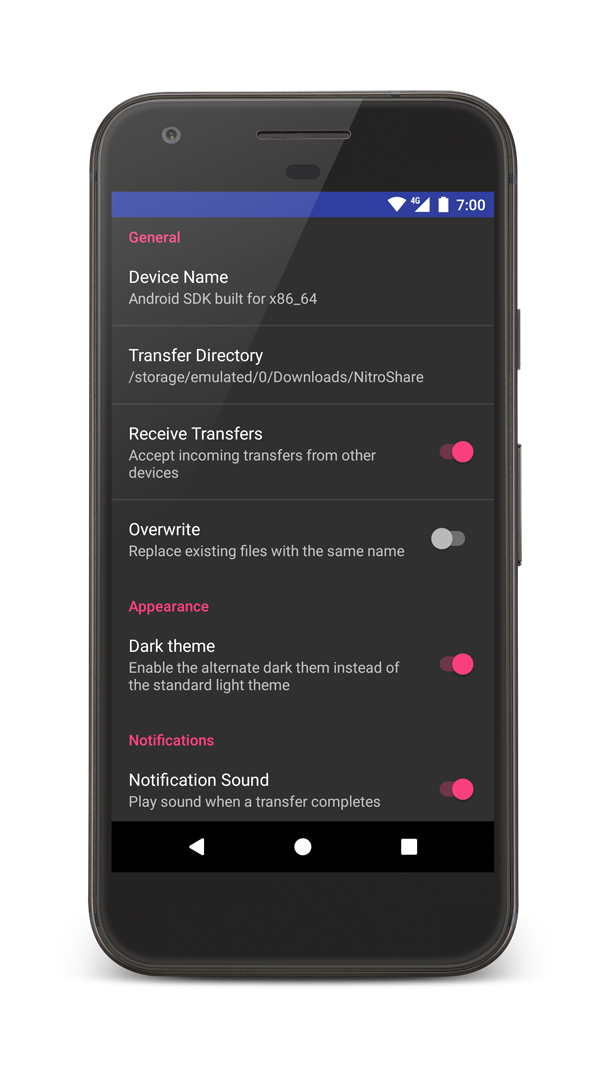 4G 7:00
General
Device Name
Android SDK built for x86_64
Transfer Directory
/storage/emulated/0/Downloads/NitroShare
Receive Transfers
Accept incoming transfers from other
devices
Overwrite
Replace existing files with the same name
Appearance
Dark theme
Enable the alternate dark them instead of
the standard light theme
Notifications
Notification Sound
Play sound when a transfer completes